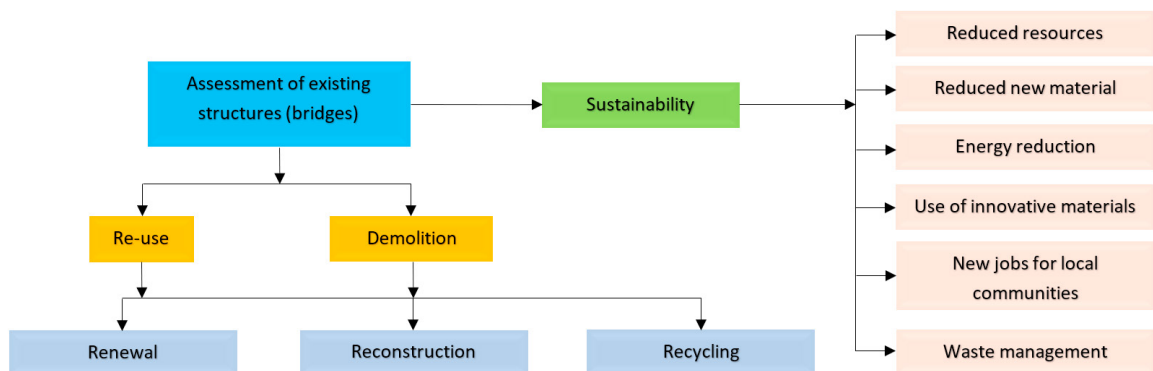 Assessment of existing
structures (bridges)
Sustainability
Reduced resources
Reduced new material
Energy reduction
Use of innovative materials
New jobs for local
communities
Waste management
Re-use
Demolition
Renewal
Reconstruction
Recycling